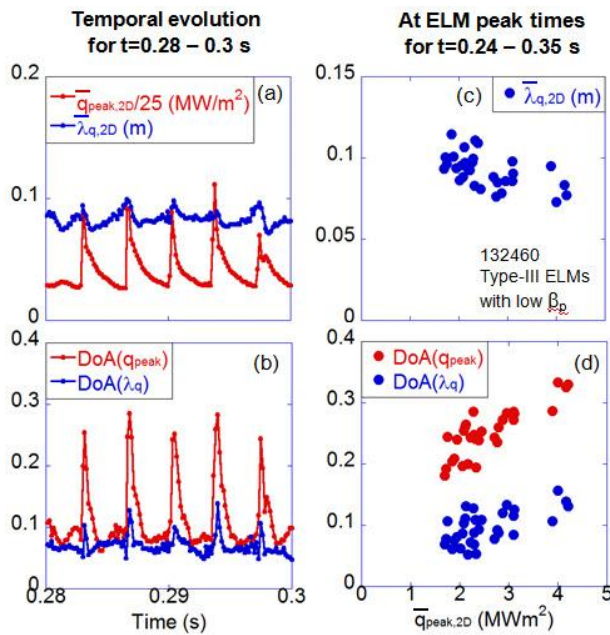 Temporal evolution
for t=0.28 – 0.3 s
At ELM peak times
for t=0.24 – 0.35 s
0.2
0.1
0
q̅peak,2D/25 (MW/m²)
λ̅q,2D (m)
(a)
0.15
0.1
0.05
0
(c)
λ̅q,2D (m)
132460
Type-III ELMs
with low βp
0.4
0.3
0.2
0.1
0
DoA(qpeak)
DoA(λq)
(b)
0.28
0.29
0.3
Time (s)
0.4
0.3
0.2
0.1
0
DoA(qpeak)
DoA(λq)
(d)
0
1
2
3
4
5
q̅peak,2D (MWm²)